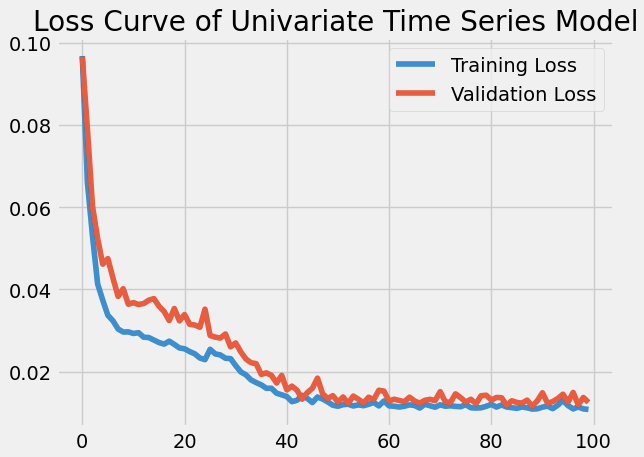 Loss Curve of Univariate Time Series Model
0.10
Training Loss
Validation Loss
0.08
0.06
0.04
0.02
0 20 40 60 80 100